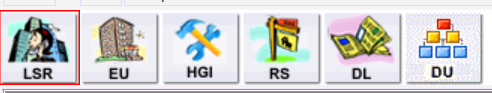 LSR EU HGI RS DL DU